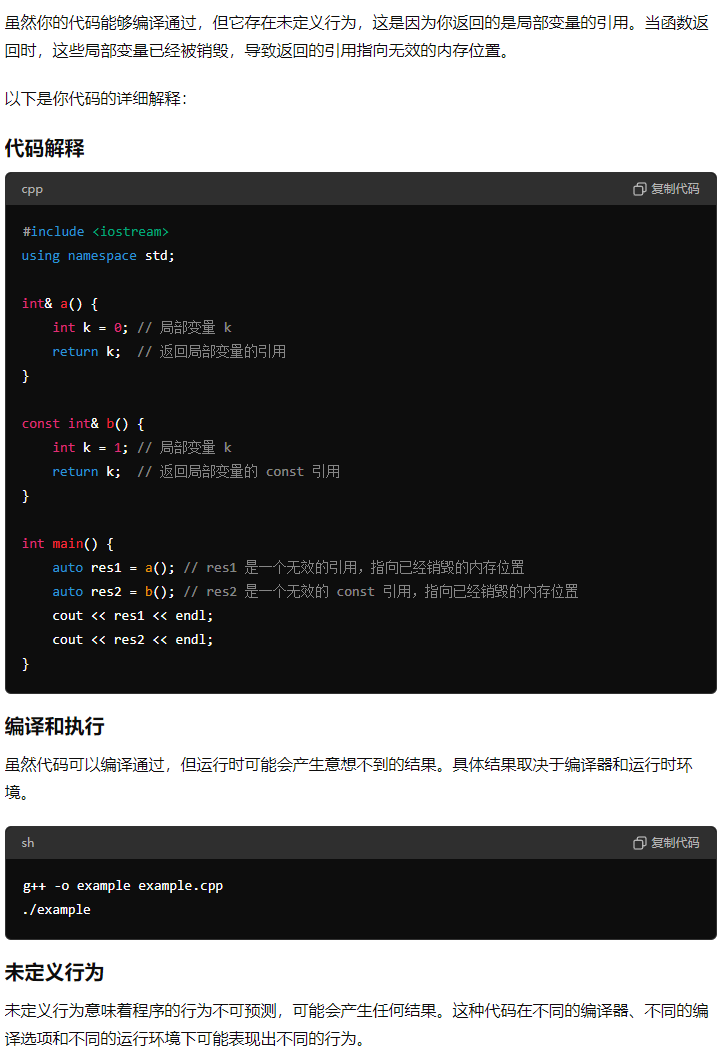 虽然你的代码能够编译通过，但它存在未定义行为，这是因为你返回的是局部变量的引用。当函数返
回时，这些局部变量已经被销毁，导致返回的引用指向无效的内存位置。
以下是你代码的详细解释：
代码解释
cpp 复制代码
#include <iostream>
using namespace std;
int& a() {
    int k = 0; // 局部变量 k
    return k;  // 返回局部变量的引用
}
const int& b() {
    int k = 1; // 局部变量 k
    return k;  // 返回局部变量的 const 引用
}
int main() {
    auto res1 = a(); // res1 是一个无效的引用，指向已经销毁的内存位置
    auto res2 = b(); // res2 是一个无效的 const 引用，指向已经销毁的内存位置
    cout << res1 << endl;
    cout << res2 << endl;
}
编译和执行
虽然代码可以编译通过，但运行时可能会产生意想不到的结果。具体结果取决于编译器和运行时环
境。
sh 复制代码
g++ -o example example.cpp
./example
未定义行为
未定义行为意味着程序的行为不可预测，可能会产生任何结果。这种代码在不同的编译器、不同的编
译选项和不同的运行环境下可能表现出不同的行为。